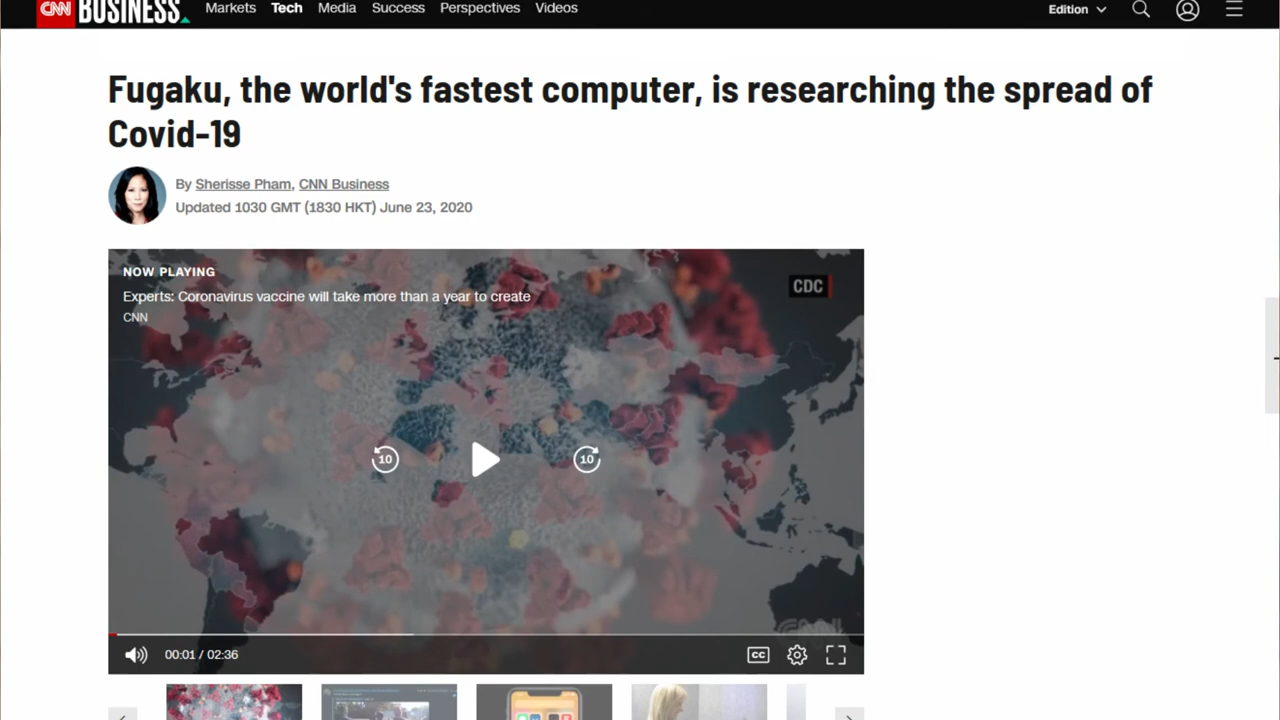 CNN BUSINESS Markets Tech Media Success Perspectives Videos Edition
Fugaku, the world's fastest computer, is researching the spread of
Covid-19
By Sherisse Pham, CNN Business
Updated 1030 GMT (1830 HKT) June 23, 2020
NOW PLAYING
CDC
Experts: Coronavirus vaccine will take more than a year to create
CNN
10 10
CNN
00:01 / 02:36 CC